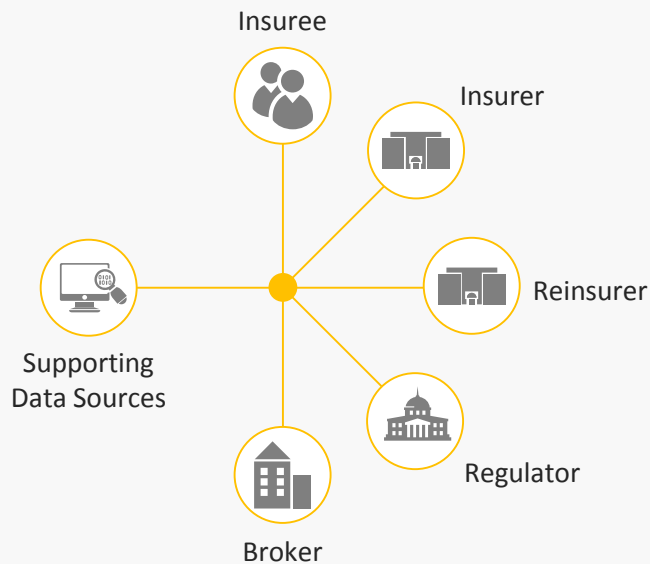 Insuree
Insurer
Reinsurer
Supporting
Data Sources
Regulator
Broker